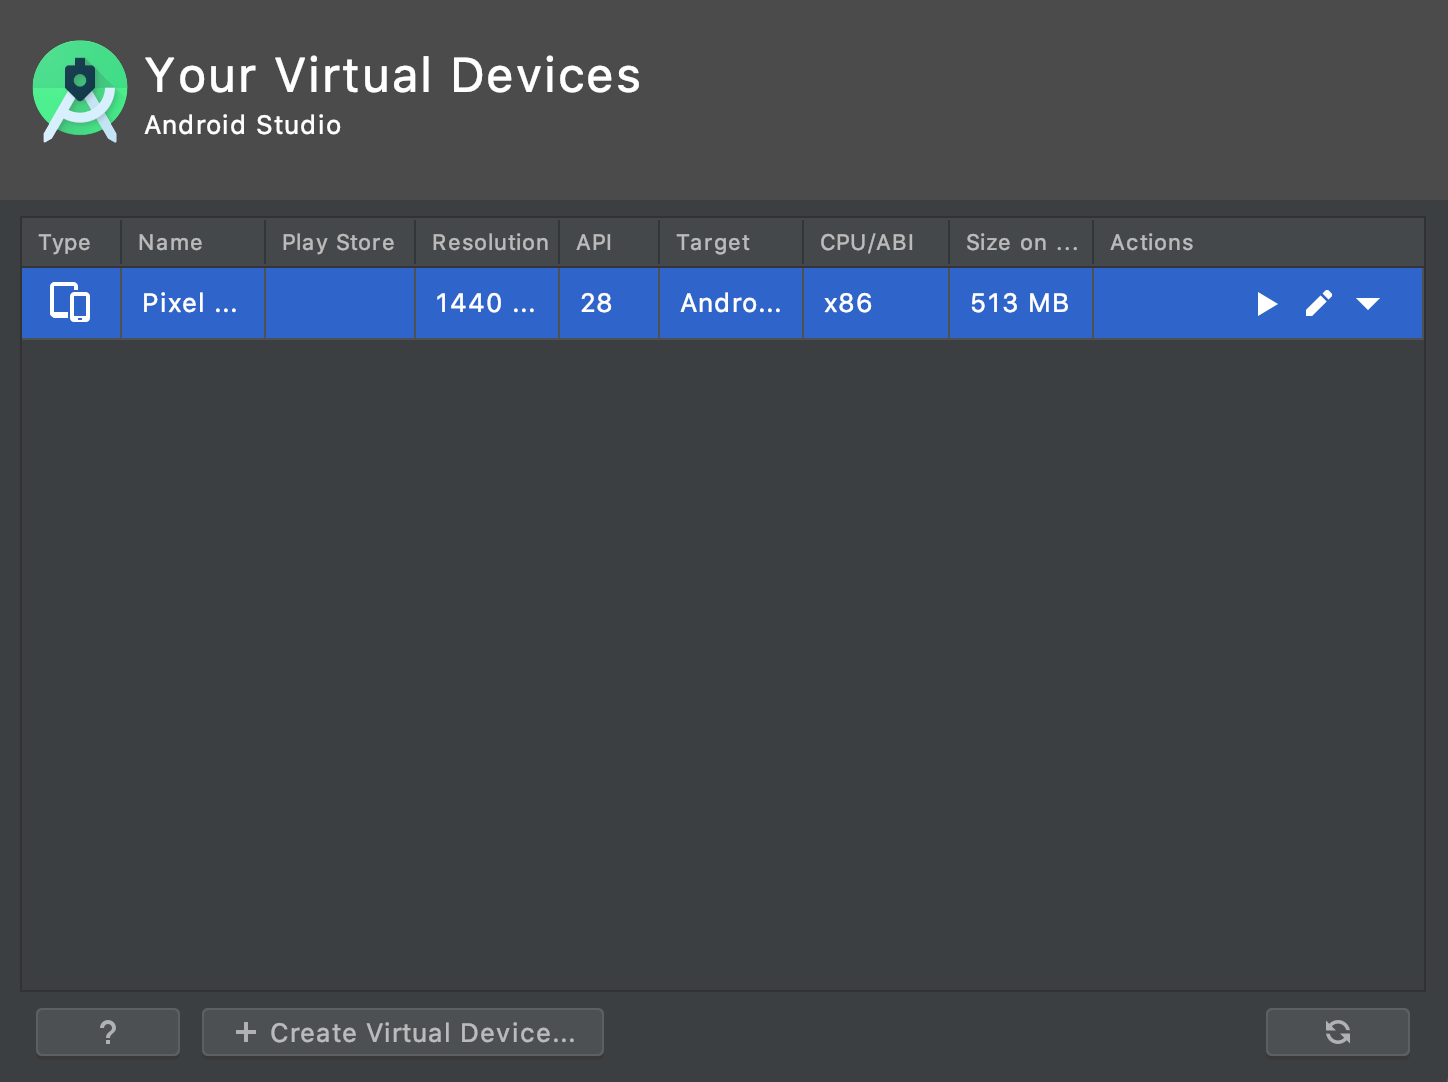 Your Virtual Devices
Android Studio
Type Name Play Store Resolution API Target CPU/ABI Size on ... Actions
Pixel ... 1440 ... 28 Andro... x86 513 MB
? + Create Virtual Device...